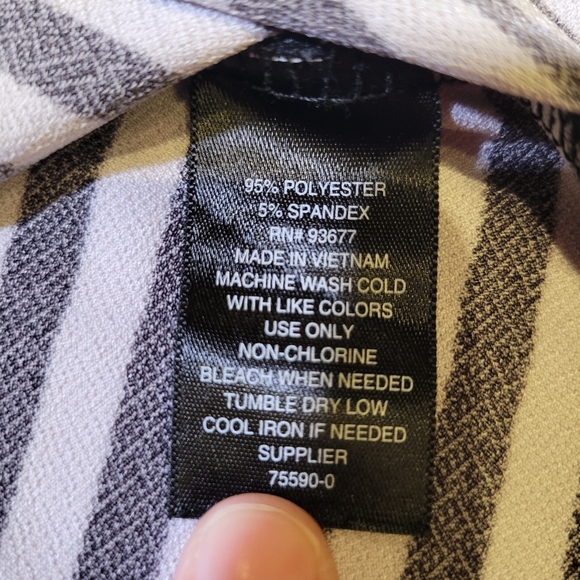 95% POLYESTER
5% SPANDEX
RN# 93677
MADE IN VIETNAM
MACHINE WASH COLD
WITH LIKE COLORS
USE ONLY
NON-CHLORINE
BLEACH WHEN NEEDED
TUMBLE DRY LOW
COOL IRON IF NEEDED
SUPPLIER
75590-0